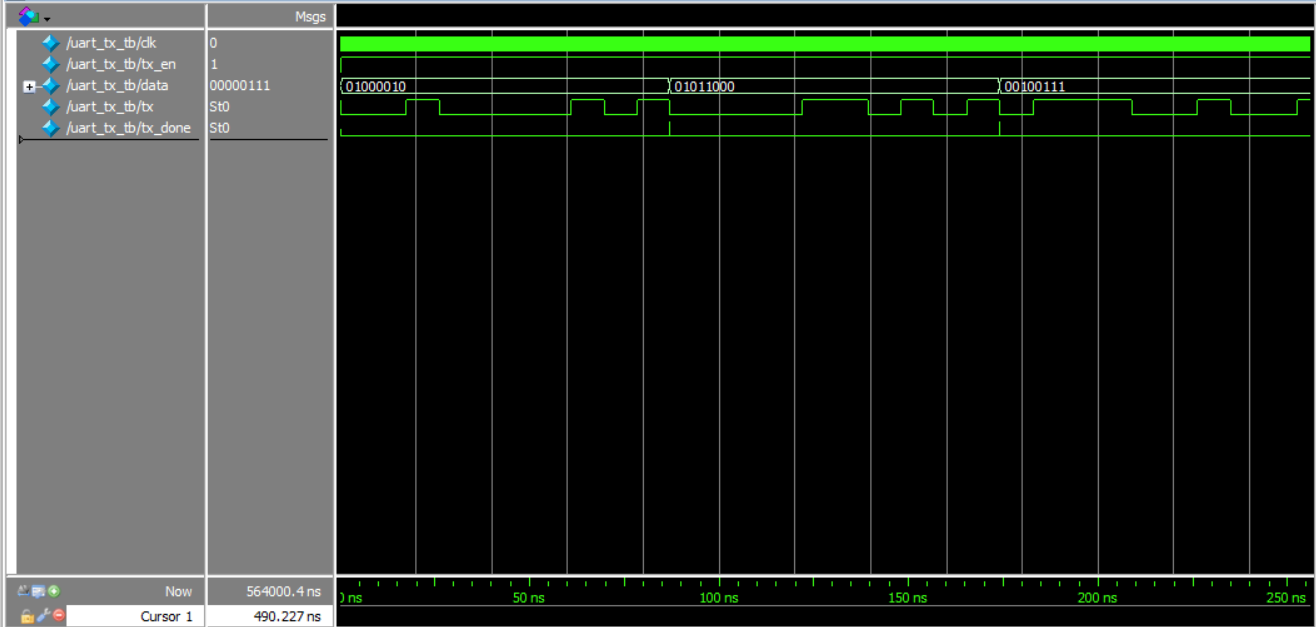 Msgs
/uart_tx_tb/clk 0
/uart_tx_tb/tx_en 1
/uart_tx_tb/data 00000111 01000010 01011000 00100111
/uart_tx_tb/tx St0
/uart_tx_tb/tx_done St0
Now 564000.4 ns
ns 50 ns 100 ns 150 ns 200 ns 250 ns
Cursor 1 490.227 ns